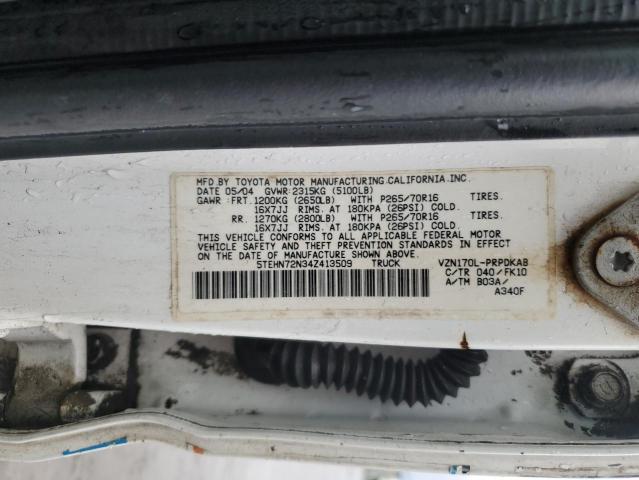 MFD. BY TOYOTA MOTOR MANUFACTURING, CALIFORNIA, INC.
DATE 05/04 GVWR: 2315KG (5100LB)
GAWR : FRT. 1200KG (2650LB) WITH P265/70R16 TIRES.
16X7JJ RIMS. AT 180KPA (26PSI) COLD.
RR. 1270KG (2800LB) WITH P265/70R16 TIRES.
16X7JJ RIMS. AT 180KPA (26PSI) COLD.
THIS VEHICLE CONFORMS TO ALL APPLICABLE FEDERAL MOTOR
VEHICLE SAFETY AND THEFT PREVENTION STANDARDS IN EFFECT
ON THE DATE OF MANUFACTURE SHOWN ABOVE.
5TEHN72N34Z413509 TRUCK VZN170L-PRPDKAB
C/TR 040/FK10
A/TM B03A/
A340F